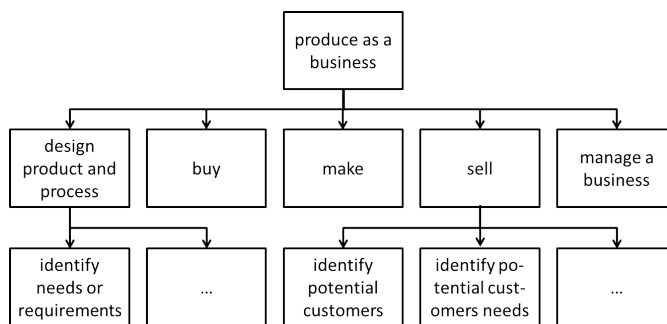 produce as a
business
design
product and
process
buy
make
sell
manage a
business
identify
needs or
requirements
...
identify
potential
customers
identify po-
tential cust-
omers needs
...